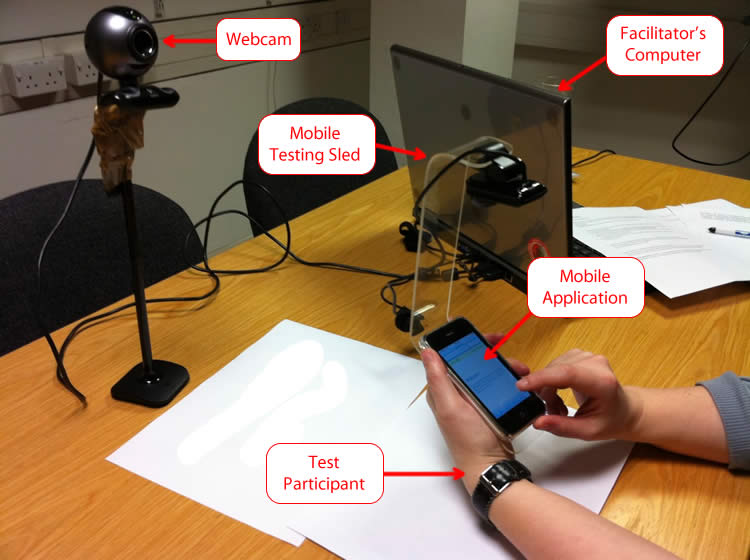 Webcam
Facilitator's
Computer
Mobile
Testing Sled
Mobile
Application
Test
Participant